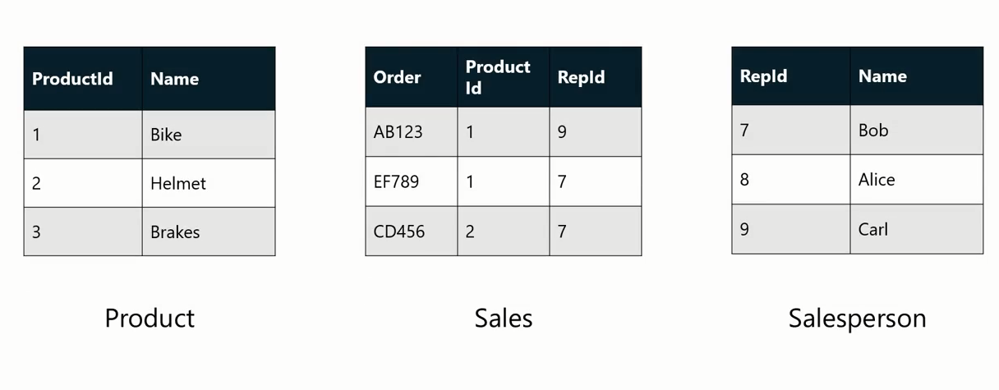 ProductId Name
1 Bike
2 Helmet
3 Brakes
Product
Order Product Id RepId
AB123 1 9
EF789 1 7
CD456 2 7
Sales
RepId Name
7 Bob
8 Alice
9 Carl
Salesperson